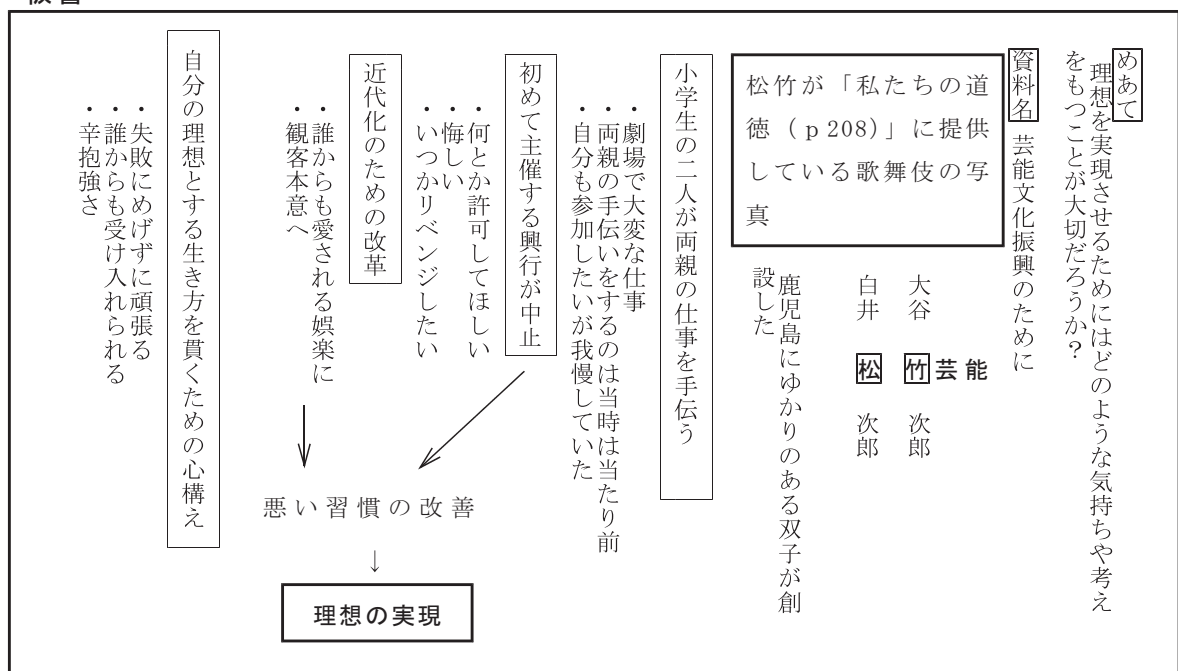 めあて
理想を実現させるためにはどのような気持ちや考え
をもつことが大切だろうか？
資料名 芸能文化振興のために
松竹が「私たちの道
徳（p208）」に提供
している歌舞伎の写
真
芸能
大谷 竹 次郎
白井 松 次郎
鹿児島にゆかりのある双子が創
設した
小学生の二人が両親の仕事を手伝う
・劇場で大変な仕事
・両親の手伝いをするのは当時は当たり前
・自分も参加したいが我慢していた
初めて主催する興行が中止
・何とか許可してほしい
・悔しい
・いつかリベンジしたい
近代化のための改革
・誰からも愛される娯楽に
・観客本意へ
悪い習慣の改善
↓
理想の実現
自分の理想とする生き方を貫くための心構え
・失敗にめげずに頑張る
・誰からも受け入れられる
・辛抱強さ